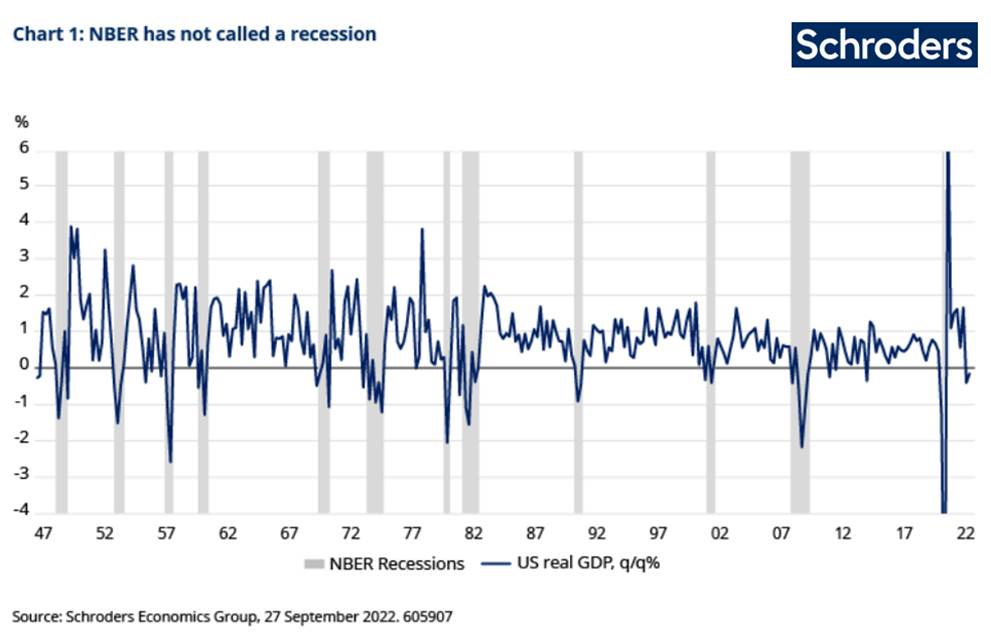 Chart 1: NBER has not called a recession
Schroders
%
6
5
4
3
2
1
0
-1
-2
-3
-4
47 52 57 62 67 72 77 82 87 92 97 02 07 12 17 22
NBER Recessions US real GDP, q/q%
Source: Schroders Economics Group, 27 September 2022. 605907